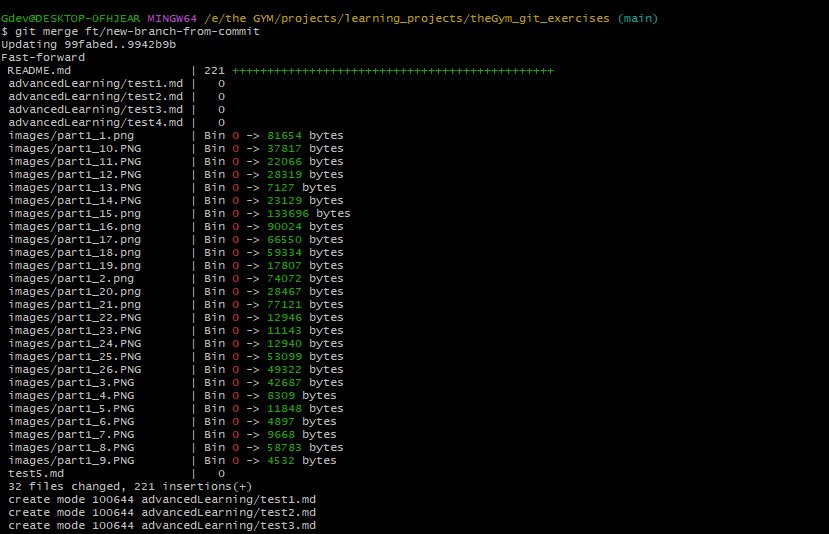 Gdev@DESKTOP-OFHJEAR MINGW64 /e/the GYM/projects/learning_projects/theGym_git_exercises (main)
$ git merge ft/new-branch-from-commit
Updating 99fabed..9942b9b
Fast-forward
 README.md                 | 221 ++++++++++++++++++++++++++++++++++++++++++++++
 advancedLearning/test1.md |   0
 advancedLearning/test2.md |   0
 advancedLearning/test3.md |   0
 advancedLearning/test4.md |   0
 images/part1_1.png        | Bin 0 -> 81654 bytes
 images/part1_10.PNG       | Bin 0 -> 37817 bytes
 images/part1_11.PNG       | Bin 0 -> 22066 bytes
 images/part1_12.PNG       | Bin 0 -> 28319 bytes
 images/part1_13.PNG       | Bin 0 -> 7127 bytes
 images/part1_14.PNG       | Bin 0 -> 23129 bytes
 images/part1_15.png       | Bin 0 -> 133696 bytes
 images/part1_16.png       | Bin 0 -> 90024 bytes
 images/part1_17.png       | Bin 0 -> 66550 bytes
 images/part1_18.png       | Bin 0 -> 59334 bytes
 images/part1_19.png       | Bin 0 -> 17807 bytes
 images/part1_2.png        | Bin 0 -> 74072 bytes
 images/part1_20.png       | Bin 0 -> 28467 bytes
 images/part1_21.png       | Bin 0 -> 77121 bytes
 images/part1_22.PNG       | Bin 0 -> 12946 bytes
 images/part1_23.PNG       | Bin 0 -> 11143 bytes
 images/part1_24.PNG       | Bin 0 -> 12940 bytes
 images/part1_25.PNG       | Bin 0 -> 53099 bytes
 images/part1_26.PNG       | Bin 0 -> 49322 bytes
 images/part1_3.PNG        | Bin 0 -> 42687 bytes
 images/part1_4.PNG        | Bin 0 -> 8309 bytes
 images/part1_5.PNG        | Bin 0 -> 11848 bytes
 images/part1_6.PNG        | Bin 0 -> 4897 bytes
 images/part1_7.PNG        | Bin 0 -> 9668 bytes
 images/part1_8.PNG        | Bin 0 -> 58783 bytes
 images/part1_9.PNG        | Bin 0 -> 4532 bytes
 test5.md                  |   0
 32 files changed, 221 insertions(+)
 create mode 100644 advancedLearning/test1.md
 create mode 100644 advancedLearning/test2.md
 create mode 100644 advancedLearning/test3.md